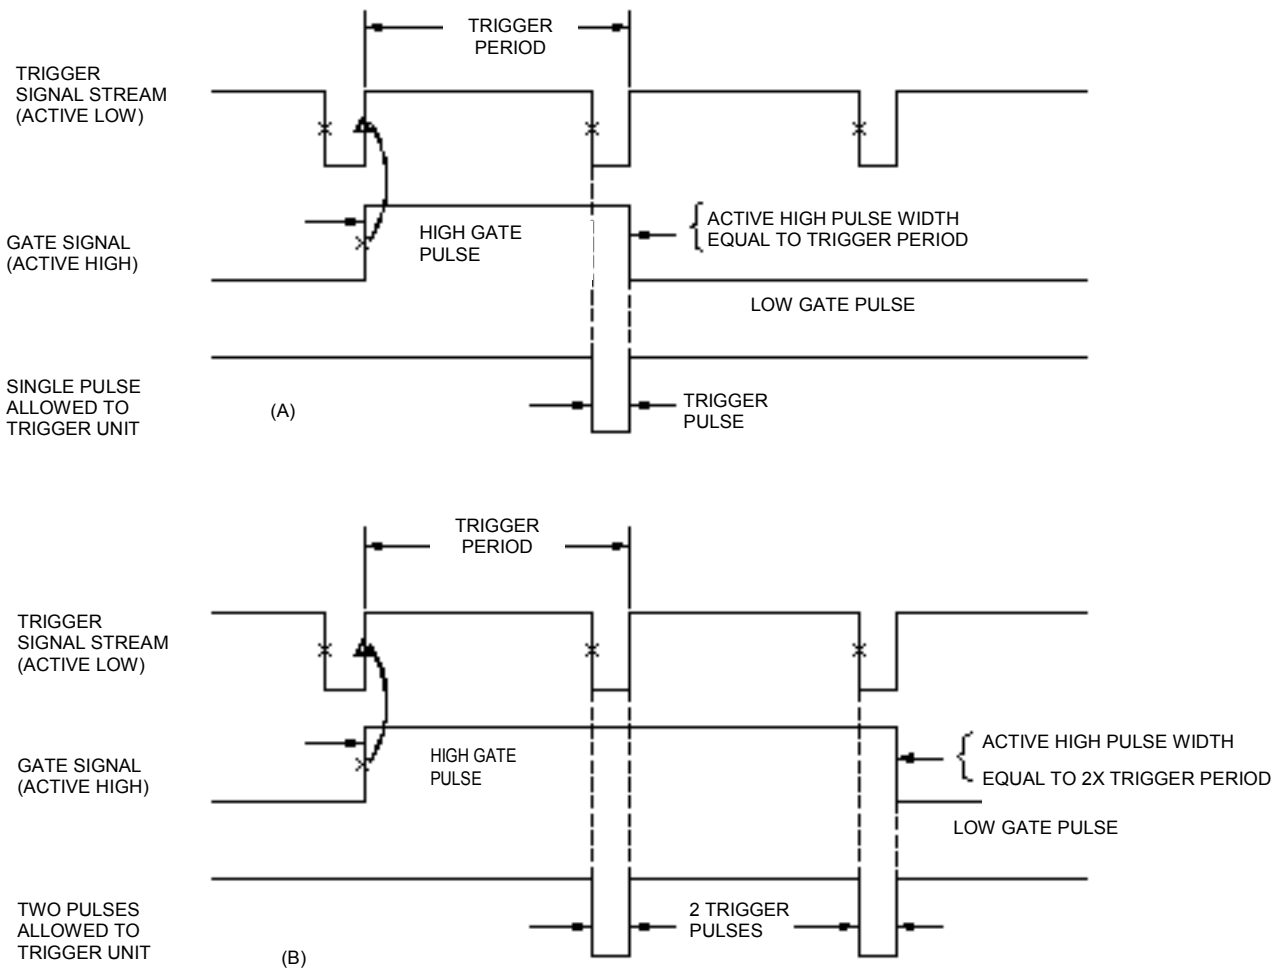 TRIGGER
PERIOD
TRIGGER
SIGNAL STREAM
(ACTIVE LOW)
GATE SIGNAL
(ACTIVE HIGH)
HIGH GATE
PULSE
ACTIVE HIGH PULSE WIDTH
EQUAL TO TRIGGER PERIOD
LOW GATE PULSE
SINGLE PULSE
ALLOWED TO
TRIGGER UNIT
(A)
TRIGGER
PULSE
TRIGGER
PERIOD
TRIGGER
SIGNAL STREAM
(ACTIVE LOW)
GATE SIGNAL
(ACTIVE HIGH)
HIGH GATE
PULSE
ACTIVE HIGH PULSE WIDTH
EQUAL TO 2X TRIGGER PERIOD
LOW GATE PULSE
TWO PULSES
ALLOWED TO
TRIGGER UNIT
(B)
2 TRIGGER
PULSES